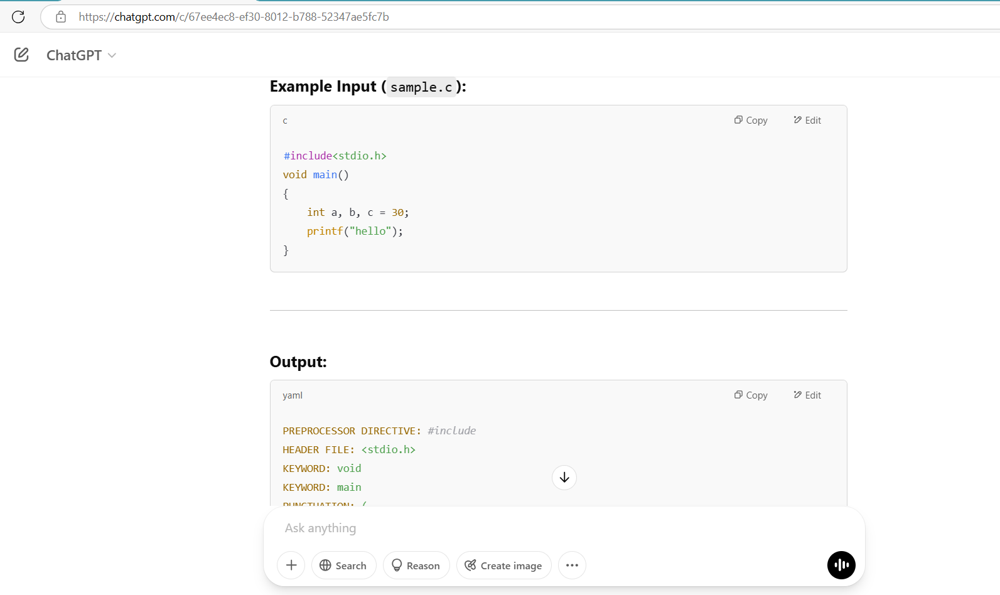 https://chatgpt.com/c/67ee4ec8-ef30-8012-b788-52347ae5fc7b
ChatGPT
Example Input (sample.c):
c
Copy
Edit
#include<stdio.h>
void main()
{
    int a, b, c = 30;
    printf("hello");
}
Output:
yaml
Copy
Edit
PREPROCESSOR DIRECTIVE: #include
HEADER FILE: <stdio.h>
KEYWORD: void
KEYWORD: main
PUNCTUATION: (
Ask anything
Search
Reason
Create image